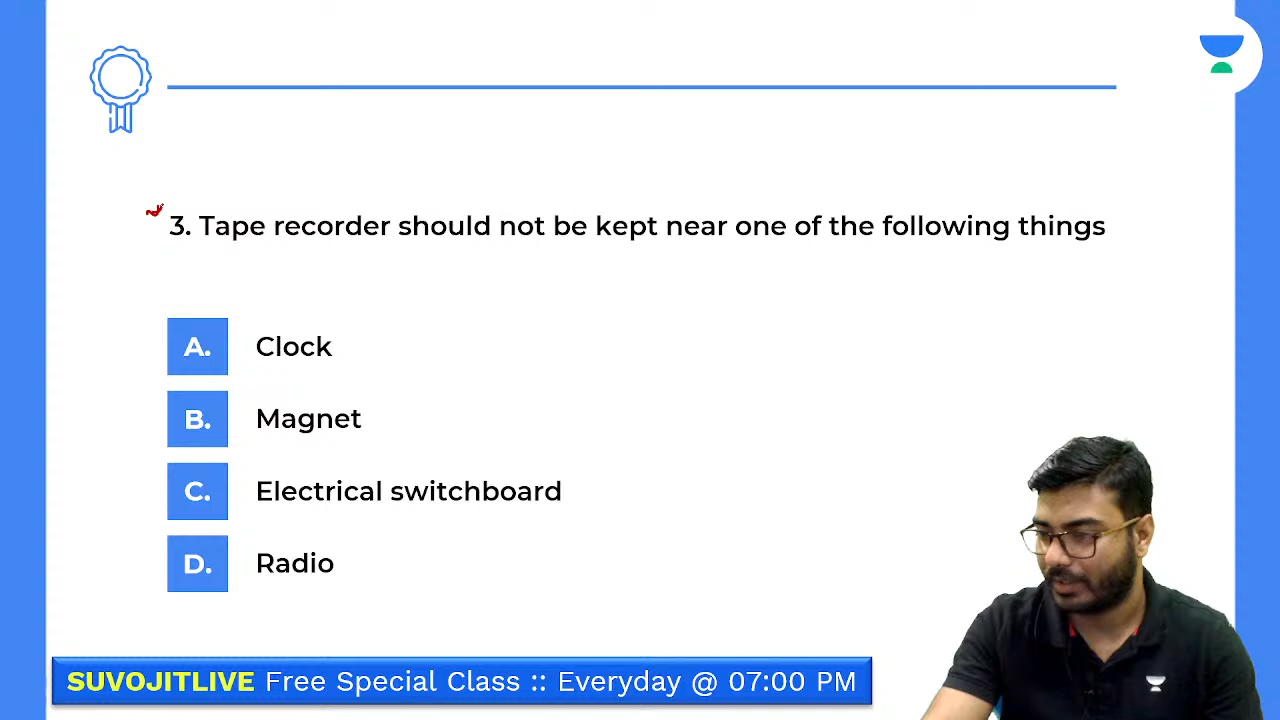 3. Tape recorder should not be kept near one of the following things
A. Clock
B. Magnet
C. Electrical switchboard
D. Radio
SUVOJITLIVE Free Special Class :: Everyday @ 07:00 PM